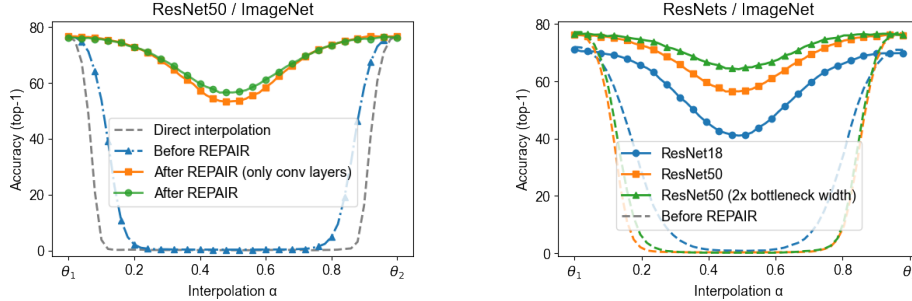 ResNet50 / ImageNet
80
60
40
20
0
Accuracy (top-1)
Direct interpolation
Before REPAIR
After REPAIR (only conv layers)
After REPAIR
θ1 0.2 0.4 0.6 0.8 θ2
Interpolation α
ResNets / ImageNet
80
60
40
20
0
Accuracy (top-1)
ResNet18
ResNet50
ResNet50 (2x bottleneck width)
Before REPAIR
θ1 0.2 0.4 0.6 0.8 θ
Interpolation α